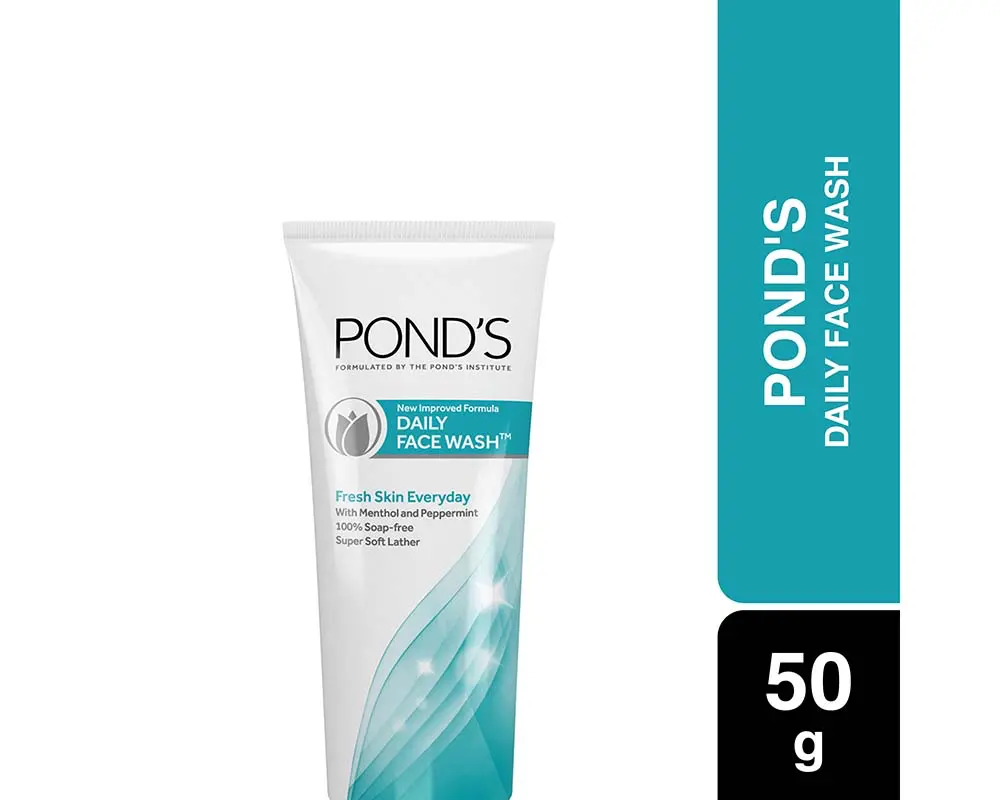 POND'S
FORMULATED BY THE POND'S INSTITUTE
New Improved Formula
DAILY
FACE WASH™
Fresh Skin Everyday
With Menthol and Peppermint
100% Soap-free
Super Soft Lather
POND'S
DAILY FACE WASH
50
g